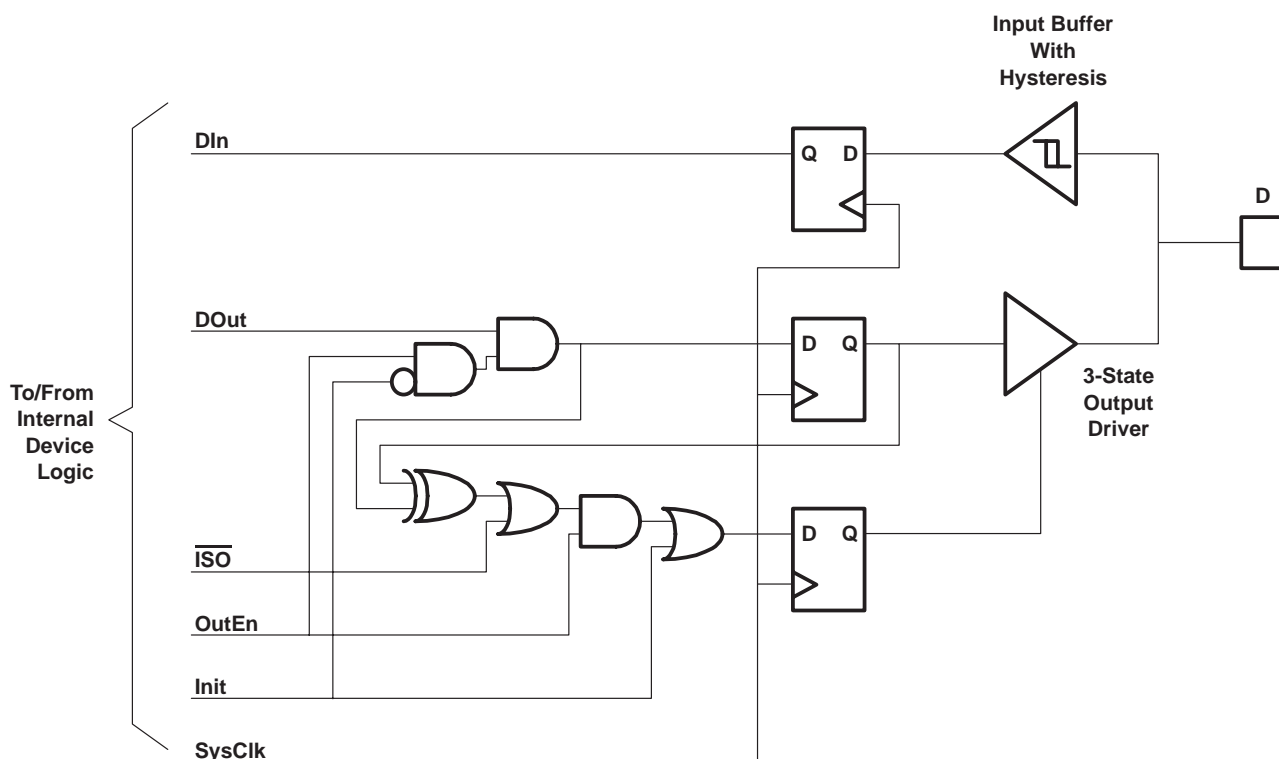 Input Buffer
With
Hysteresis
DIn
Q D
D
DOut
D Q
3-State
Output
Driver
To/From
Internal
Device
Logic
D Q
ISO
OutEn
Init
SysClk